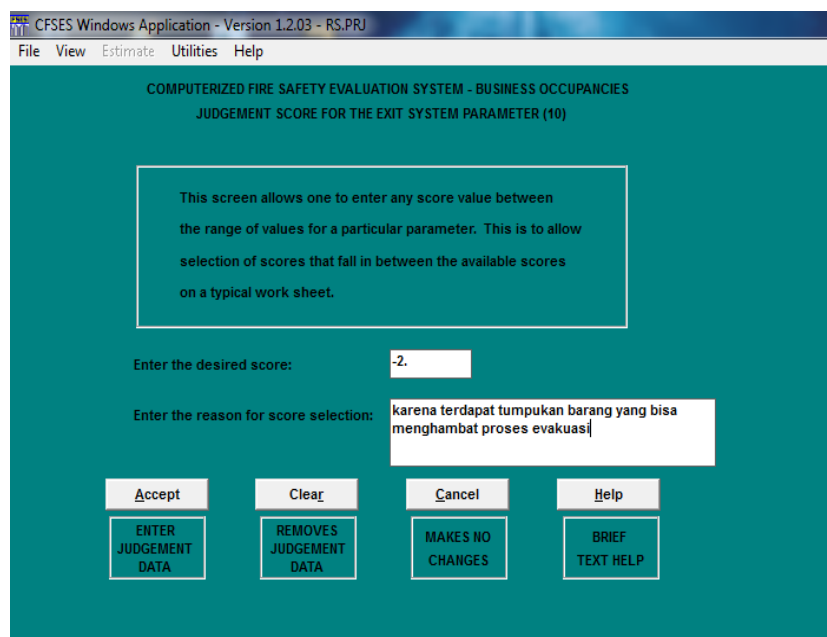 CFSES Windows Application - Version 1.2.03 - RS.PRJ
File View Estimate Utilities Help
COMPUTERIZED FIRE SAFETY EVALUATION SYSTEM - BUSINESS OCCUPANCIES
JUDGEMENT SCORE FOR THE EXIT SYSTEM PARAMETER (10)
This screen allows one to enter any score value between
the range of values for a particular parameter. This is to allow
selection of scores that fall in between the available scores
on a typical work sheet.
Enter the desired score: -2.
Enter the reason for score selection: karena terdapat tumpukan barang yang bisa
menghambat proses evakuasi
Accept Clear Cancel Help
ENTER
JUDGEMENT
DATA
REMOVES
JUDGEMENT
DATA
MAKES NO
CHANGES
BRIEF
TEXT HELP